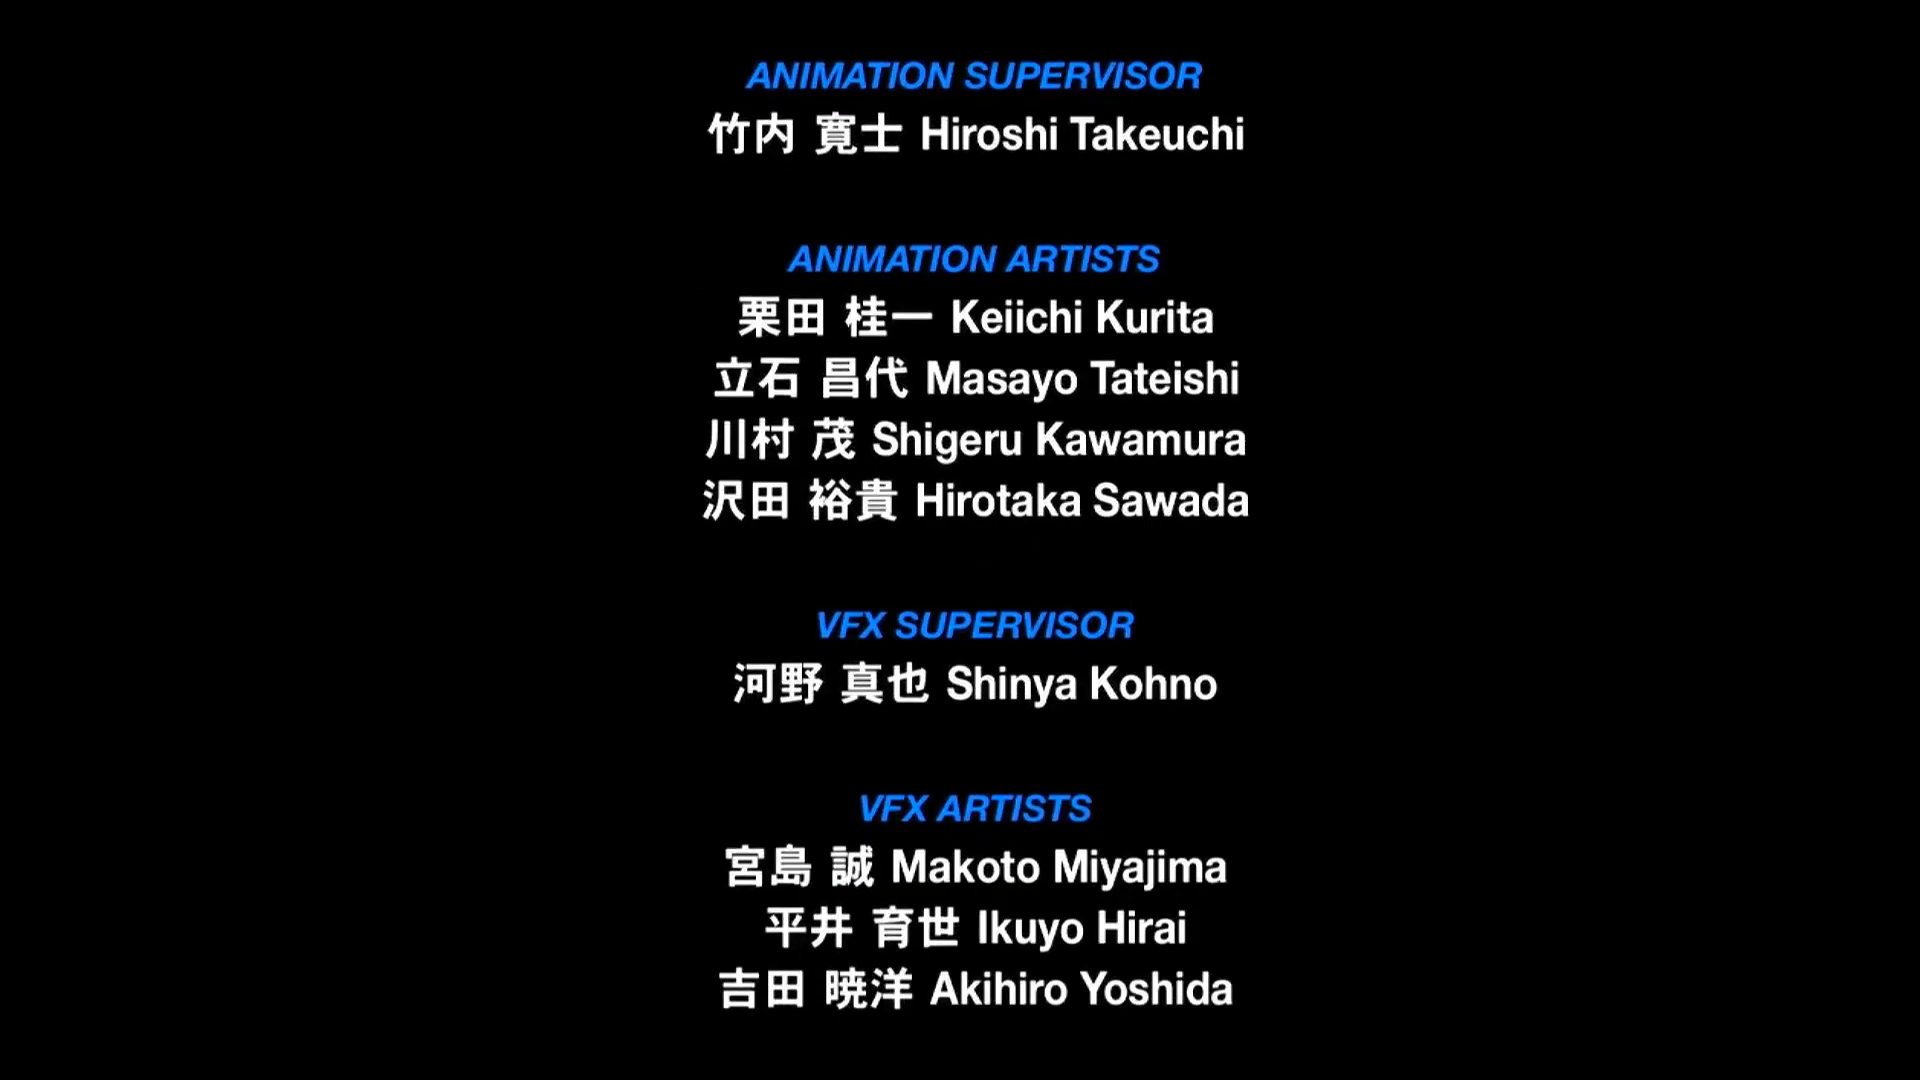 ANIMATION SUPERVISOR
竹内 寛士 Hiroshi Takeuchi
ANIMATION ARTISTS
栗田 桂一 Keiichi Kurita
立石 昌代 Masayo Tateishi
川村 茂 Shigeru Kawamura
沢田 裕貴 Hirotaka Sawada
VFX SUPERVISOR
河野 真也 Shinya Kohno
VFX ARTISTS
宮島 誠 Makoto Miyajima
平井 育世 Ikuyo Hirai
吉田 暁洋 Akihiro Yoshida